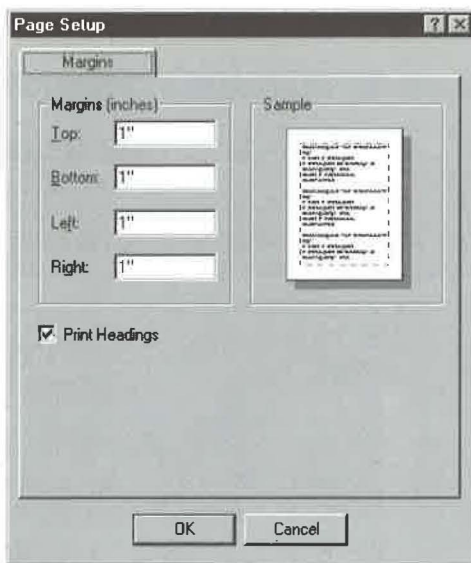 Page Setup
Margins
Margins (inches)
Top: 1"
Bottom: 1"
Left: 1"
Right: 1"
Sample
Print Headings
OK Cancel